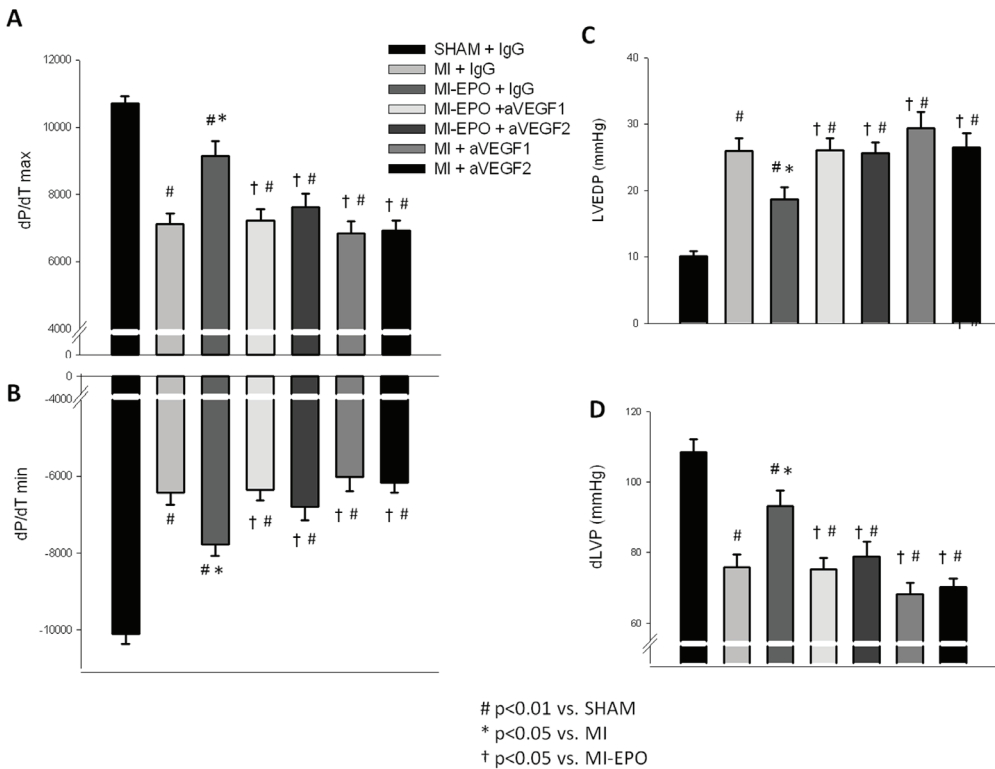 A
12000
10000
8000
6000
4000
0
dP/dT max
SHAM + IgG
MI + IgG
MI-EPO + IgG
MI-EPO +aVEGF1
MI-EPO + aVEGF2
MI + aVEGF1
MI + aVEGF2
#
#*
† #
† #
† #
† #
B
0
-4000
-6000
-8000
-10000
dP/dT min
#
#*
† #
† #
† #
† #
C
40
30
20
10
0
LVEDP (mmHg)
#
#*
† #
† #
† #
† #
D
120
100
80
60
dLVP (mmHg)
#
#*
† #
† #
† #
† #
# p<0.01 vs. SHAM
* p<0.05 vs. MI
† p<0.05 vs. MI-EPO